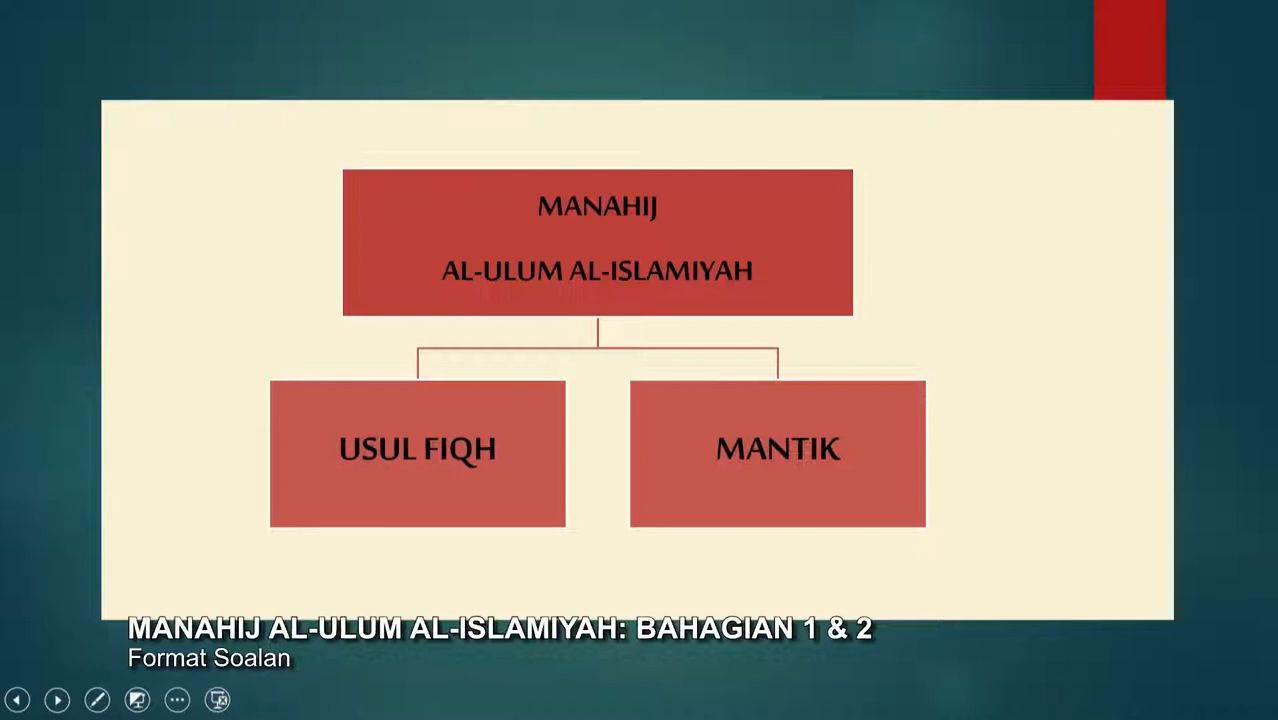 MANAHIJ
AL-ULUM AL-ISLAMIYAH
USUL FIQH
MANTIK
MANAHIJ AL-ULUM AL-ISLAMIYAH: BAHAGIAN 1 & 2
Format Soalan